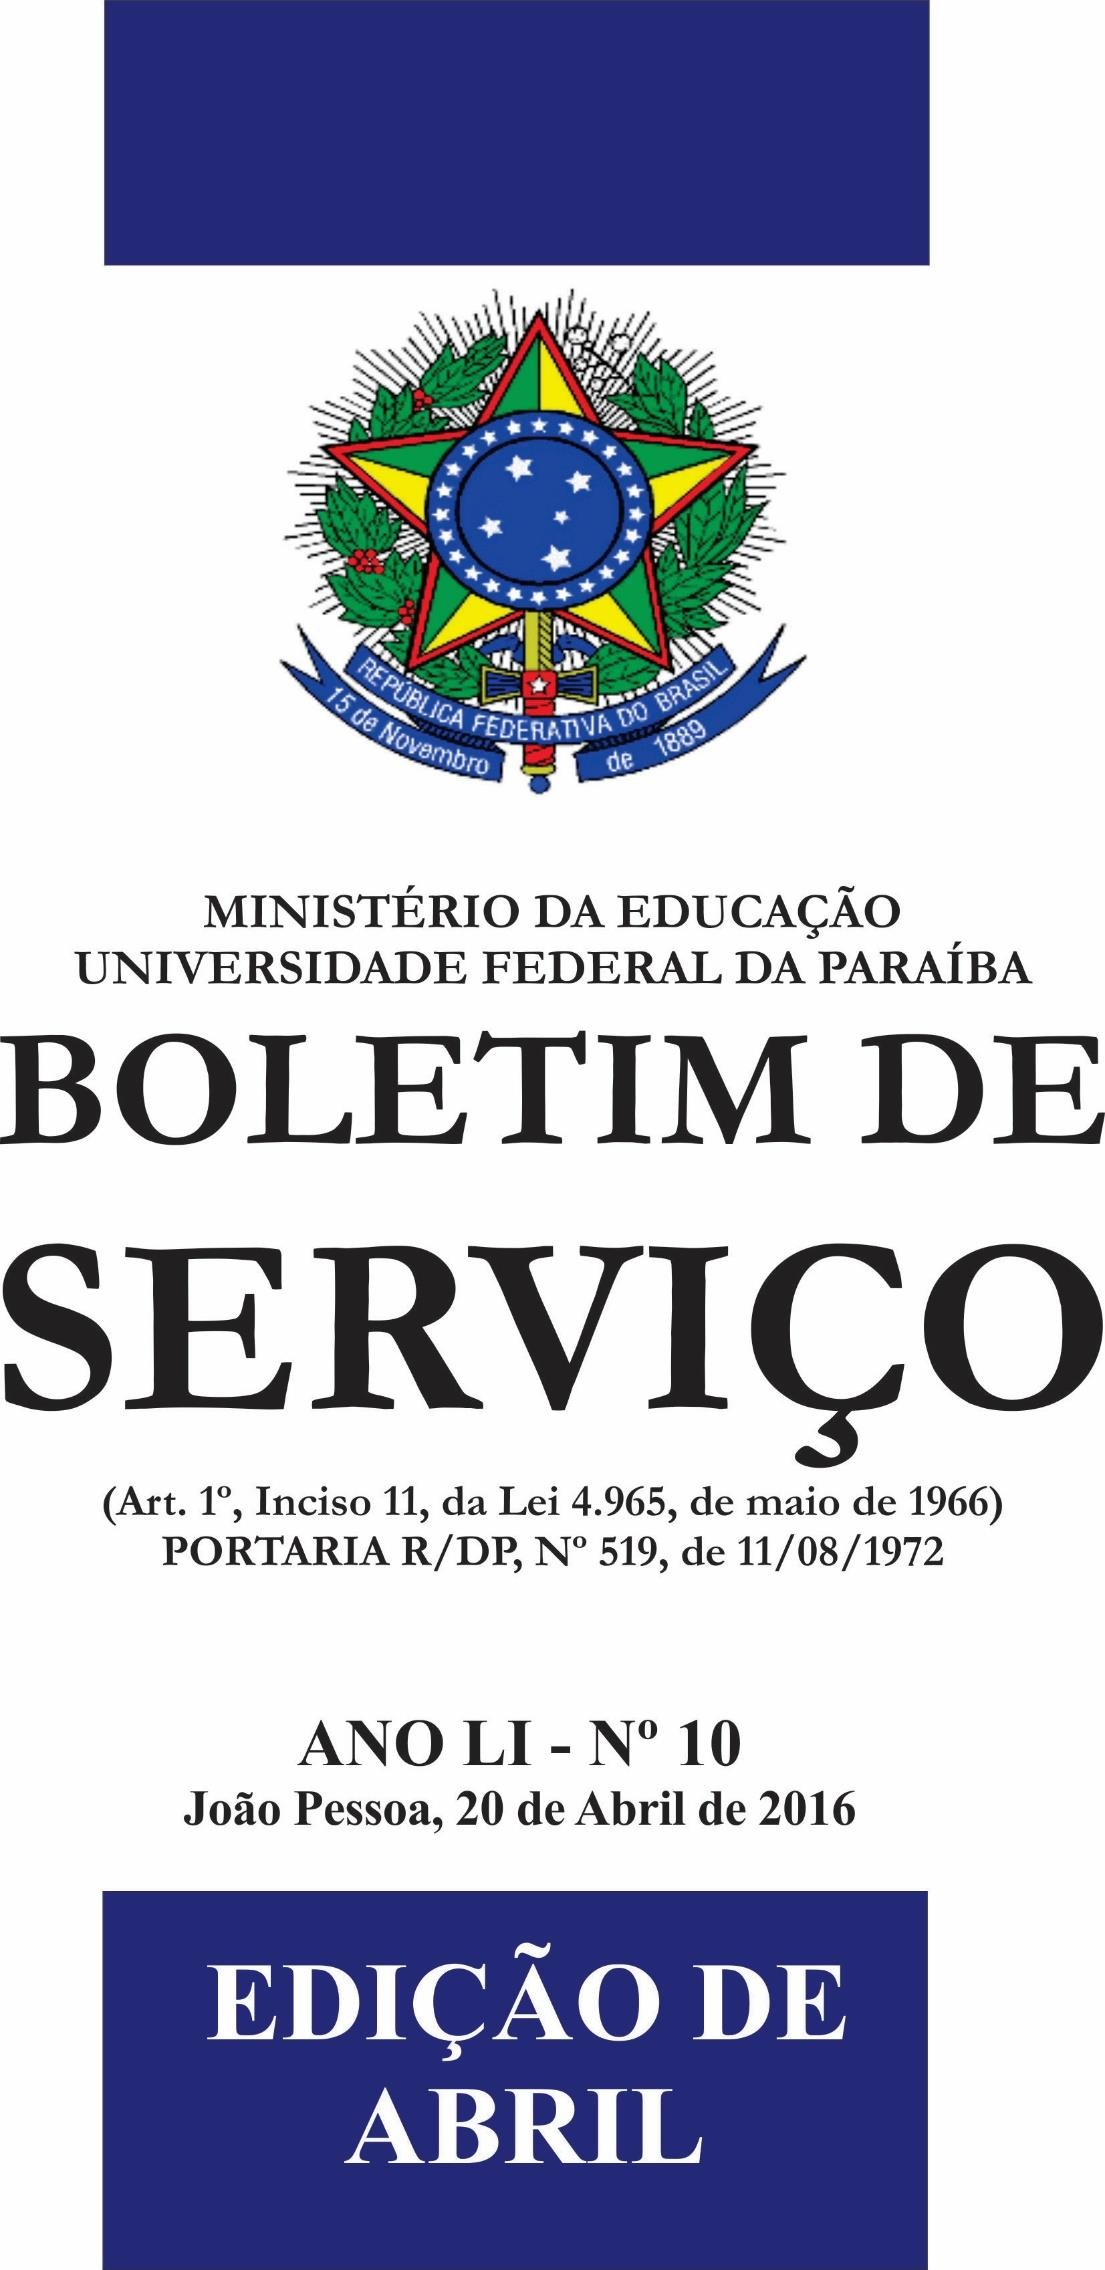 REPÚBLICA FEDERATIVA DO BRASIL
15 de Novembro de 1889
MINISTÉRIO DA EDUCAÇÃO
UNIVERSIDADE FEDERAL DA PARAÍBA
BOLETIM DE
SERVIÇO
(Art. 1º, Inciso 11, da Lei 4.965, de maio de 1966)
PORTARIA R/DP, Nº 519, de 11/08/1972
ANO LI - Nº 10
João Pessoa, 20 de Abril de 2016
EDIÇÃO DE
ABRIL